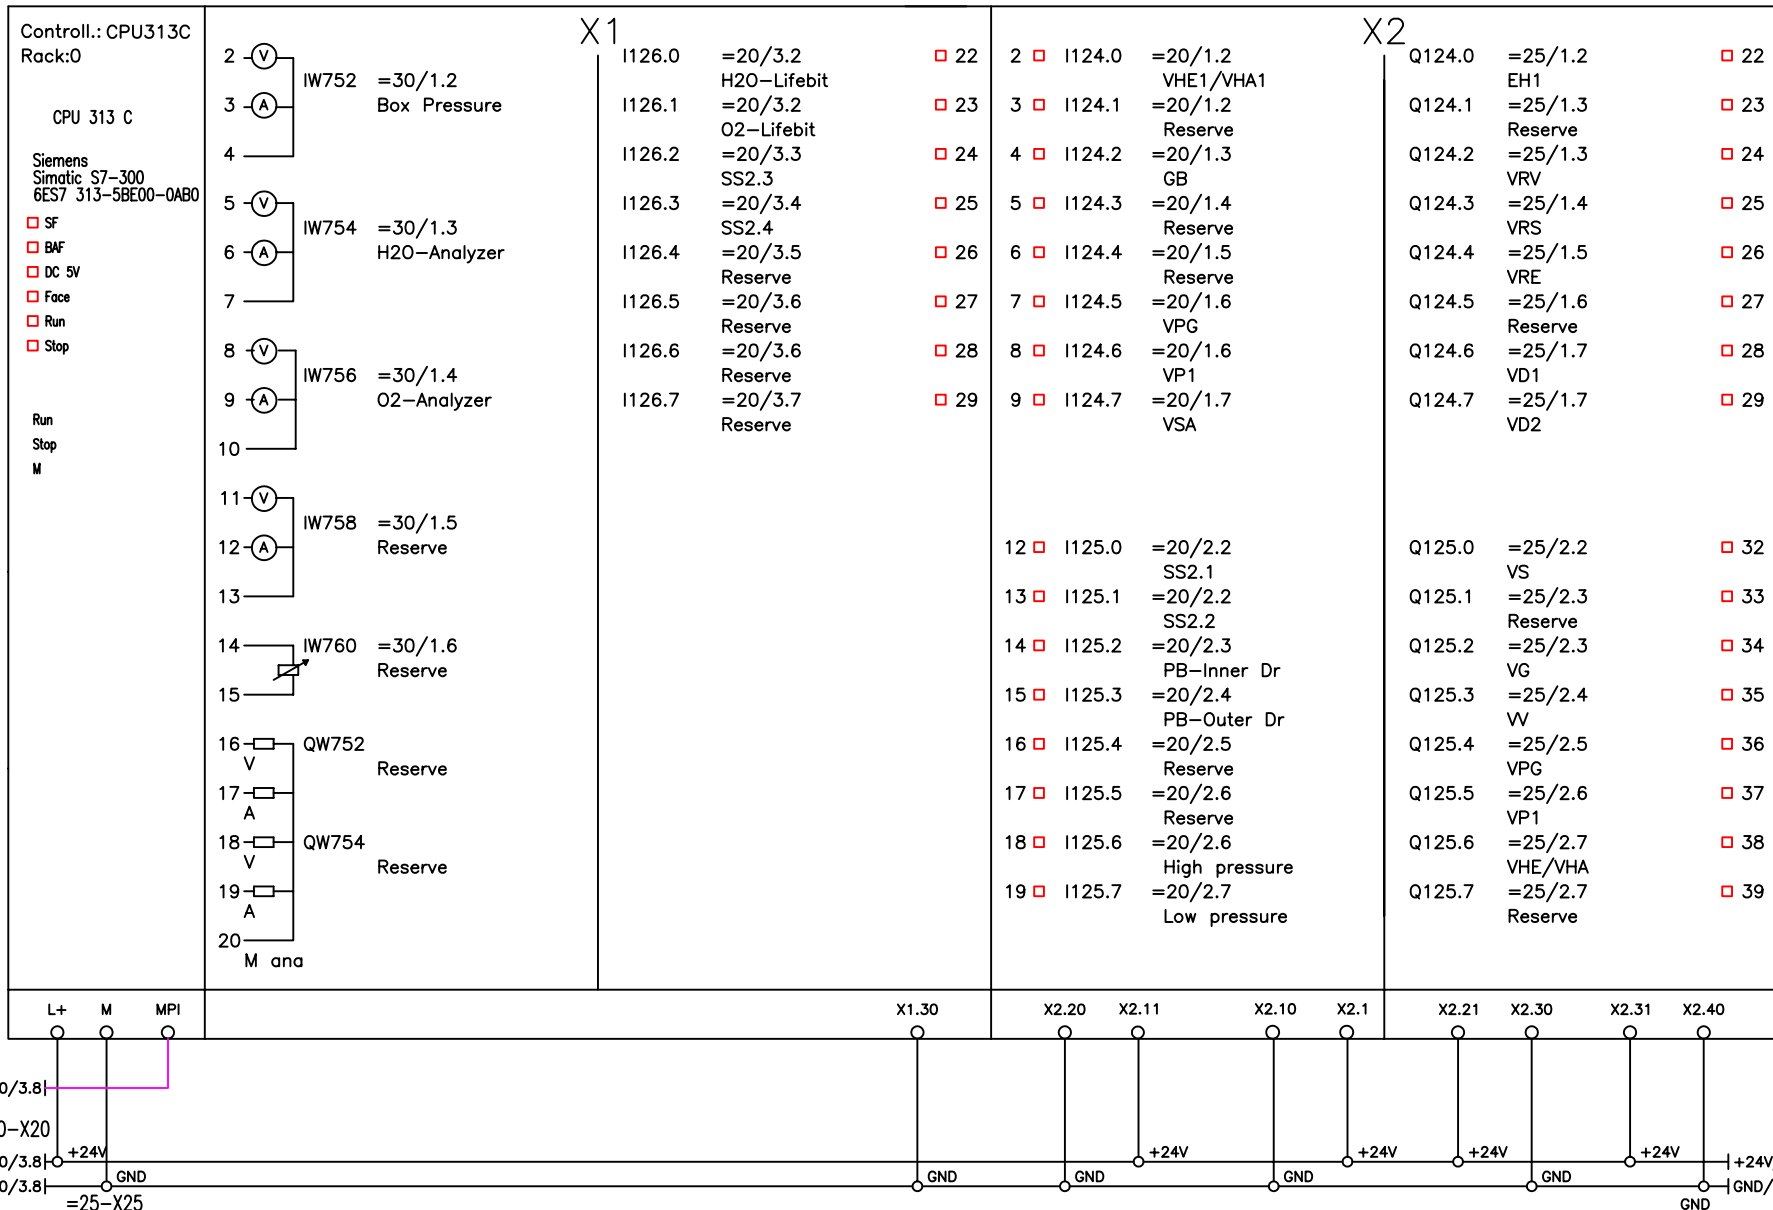 Controll.: CPU313C
Rack:0
CPU 313 C
Siemens
Simatic S7-300
6ES7 313-5BE00-0AB0
SF
BAF
DC 5V
Face
Run
Stop
Run
Stop
M
X1
2 V
IW752 =30/1.2
3 A Box Pressure
4
5 V
IW754 =30/1.3
6 A H2O-Analyzer
7
8 V
IW756 =30/1.4
9 A O2-Analyzer
10
11 V
IW758 =30/1.5
12 A Reserve
13
14 IW760 =30/1.6
Reserve
15
16 QW752
V Reserve
17
A
18 QW754
V Reserve
19
A
20
M ana
I126.0 =20/3.2 22
H2O-Lifebit
I126.1 =20/3.2 23
O2-Lifebit
I126.2 =20/3.3 24
SS2.3
I126.3 =20/3.4 25
SS2.4
I126.4 =20/3.5 26
Reserve
I126.5 =20/3.6 27
Reserve
I126.6 =20/3.6 28
Reserve
I126.7 =20/3.7 29
Reserve
X2
2 I124.0 =20/1.2
VHE1/VHA1
3 I124.1 =20/1.2
Reserve
4 I124.2 =20/1.3
GB
5 I124.3 =20/1.4
Reserve
6 I124.4 =20/1.5
Reserve
7 I124.5 =20/1.6
VPG
8 I124.6 =20/1.6
VP1
9 I124.7 =20/1.7
VSA
12 I125.0 =20/2.2
SS2.1
13 I125.1 =20/2.2
SS2.2
14 I125.2 =20/2.3
PB-Inner Dr
15 I125.3 =20/2.4
PB-Outer Dr
16 I125.4 =20/2.5
Reserve
17 I125.5 =20/2.6
Reserve
18 I125.6 =20/2.6
High pressure
19 I125.7 =20/2.7
Low pressure
Q124.0 =25/1.2 22
EH1
Q124.1 =25/1.3 23
Reserve
Q124.2 =25/1.3 24
VRV
Q124.3 =25/1.4 25
VRS
Q124.4 =25/1.5 26
VRE
Q124.5 =25/1.6 27
Reserve
Q124.6 =25/1.7 28
VD1
Q124.7 =25/1.7 29
VD2
Q125.0 =25/2.2 32
VS
Q125.1 =25/2.3 33
Reserve
Q125.2 =25/2.3 34
VG
Q125.3 =25/2.4 35
VV
Q125.4 =25/2.5 36
VPG
Q125.5 =25/2.6 37
VP1
Q125.6 =25/2.7 38
VHE/VHA
Q125.7 =25/2.7 39
Reserve
L+ M MPI X1.30 X2.20 X2.11 X2.10 X2.1 X2.21 X2.30 X2.31 X2.40
0/3.8
0-X20
0/3.8 +24V +24V +24V +24V +24V +24V
0/3.8 GND GND GND GND GND GND/
=25-X25 GND